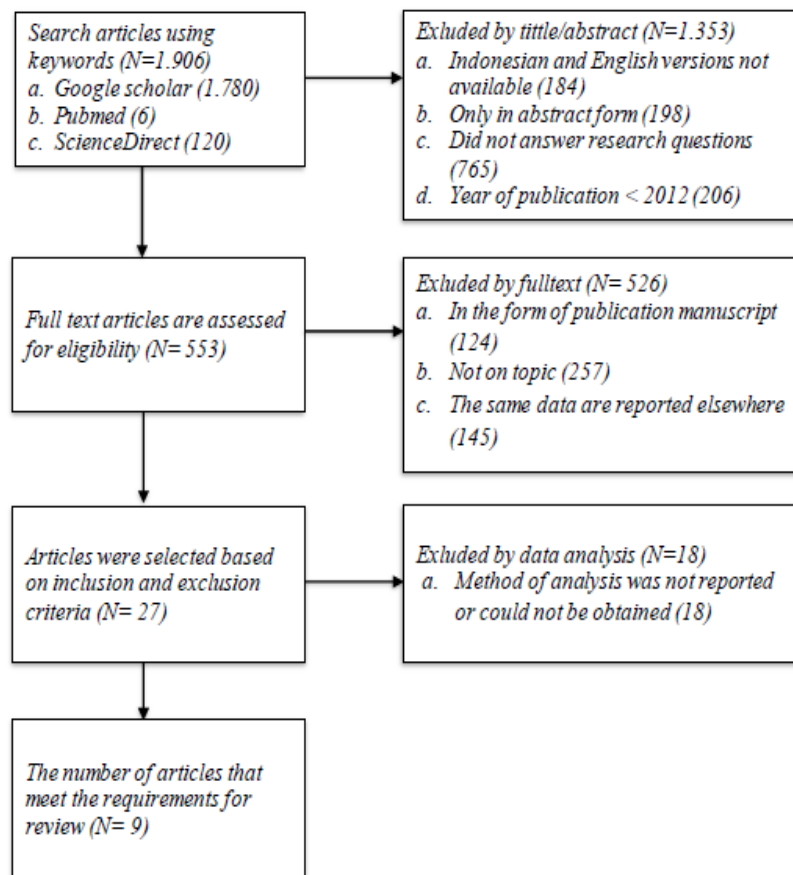 Search articles using
keywords (N=1.906)
a. Google scholar (1.780)
b. Pubmed (6)
c. ScienceDirect (120)
Exluded by tittle/abstract (N=1.353)
a. Indonesian and English versions not
available (184)
b. Only in abstract form (198)
c. Did not answer research questions
(765)
d. Year of publication < 2012 (206)
Full text articles are assessed
for eligibility (N= 553)
Exluded by fulltext (N= 526)
a. In the form of publication manuscript
(124)
b. Not on topic (257)
c. The same data are reported elsewhere
(145)
Articles were selected based
on inclusion and exclusion
criteria (N= 27)
Exluded by data analysis (N=18)
a. Method of analysis was not reported
or could not be obtained (18)
The number of articles that
meet the requirements for
review (N= 9)